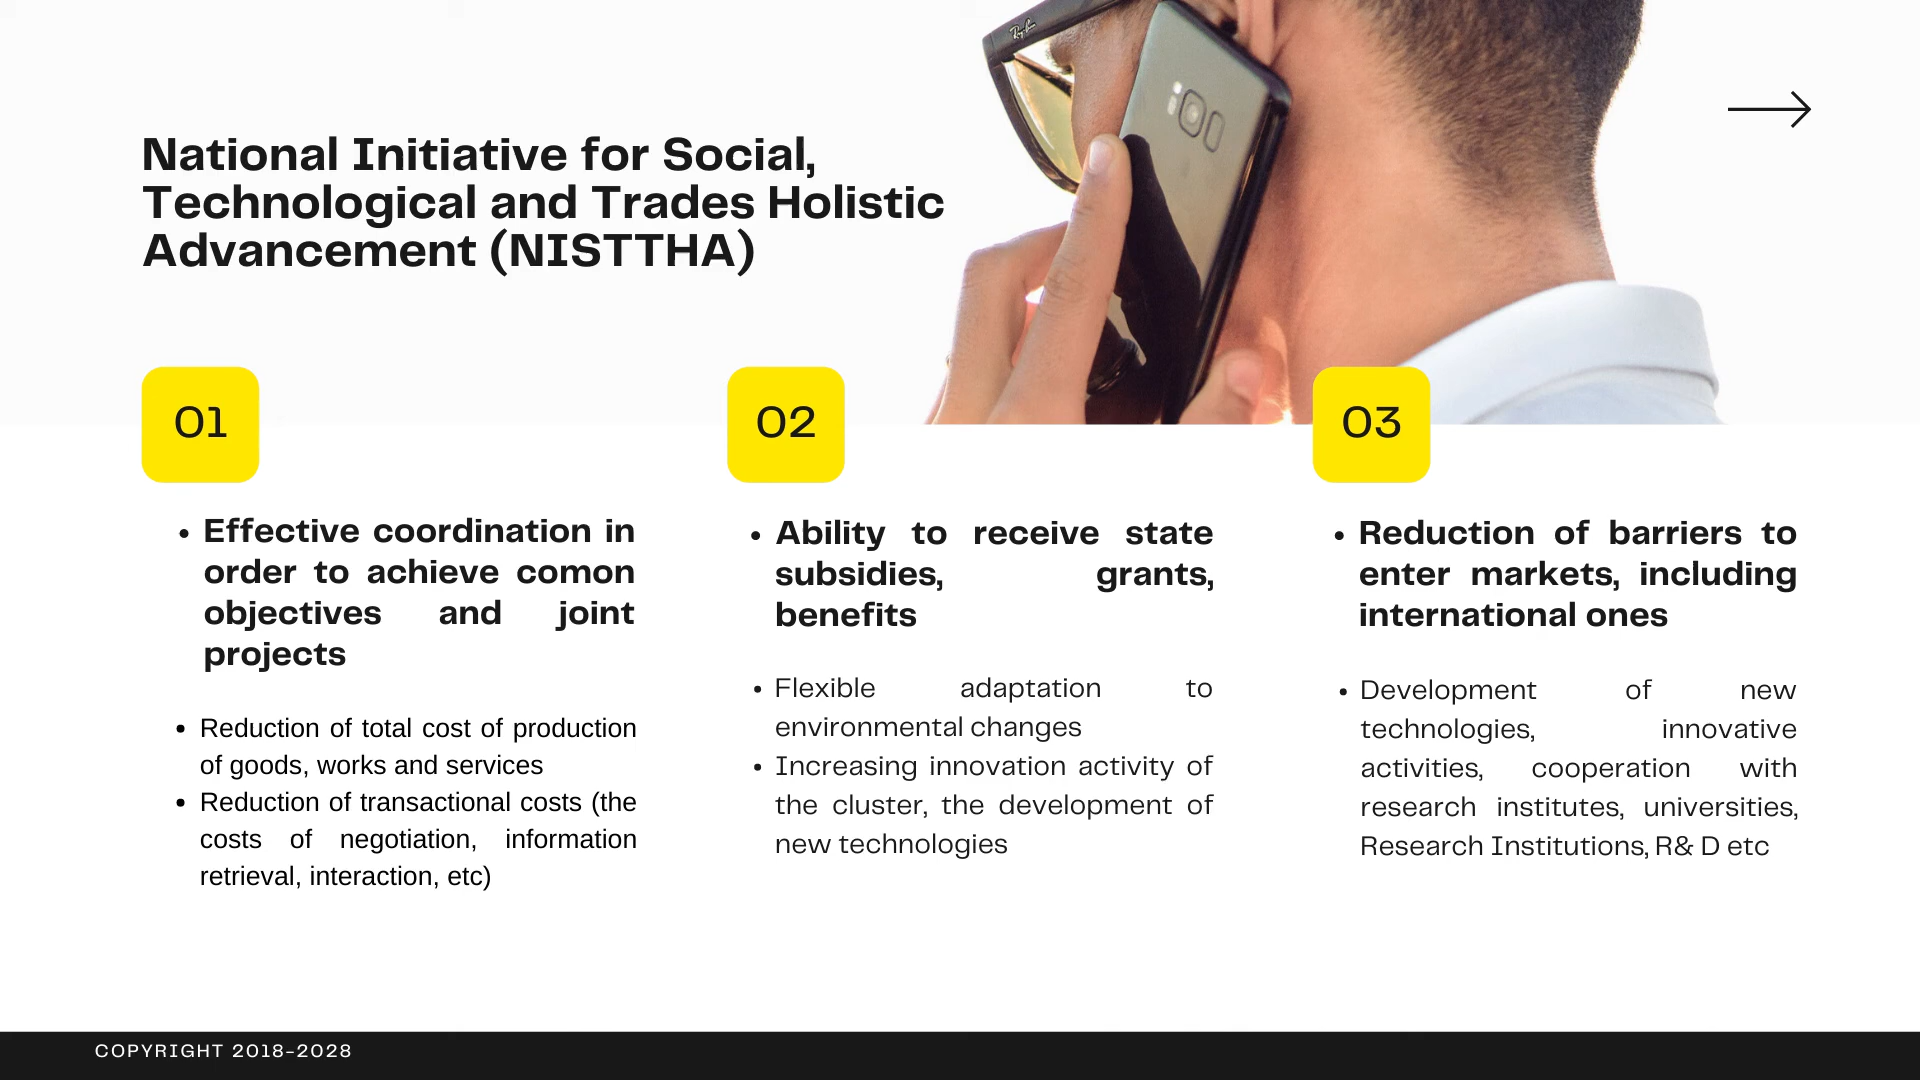 Ray-Ban
National Initiative for Social,
Technological and Trades Holistic
Advancement (NISTTHA)
01
Effective coordination in
order to achieve comon
objectives and joint
projects
Reduction of total cost of production
of goods, works and services
Reduction of transactional costs (the
costs of negotiation, information
retrieval, interaction, etc)
02
Ability to receive state
subsidies, grants,
benefits
Flexible adaptation to
environmental changes
Increasing innovation activity of
the cluster, the development of
new technologies
03
Reduction of barriers to
enter markets, including
international ones
Development of new
technologies, innovative
activities, cooperation with
research institutes, universities,
Research Institutions, R& D etc
COPYRIGHT 2018-2028